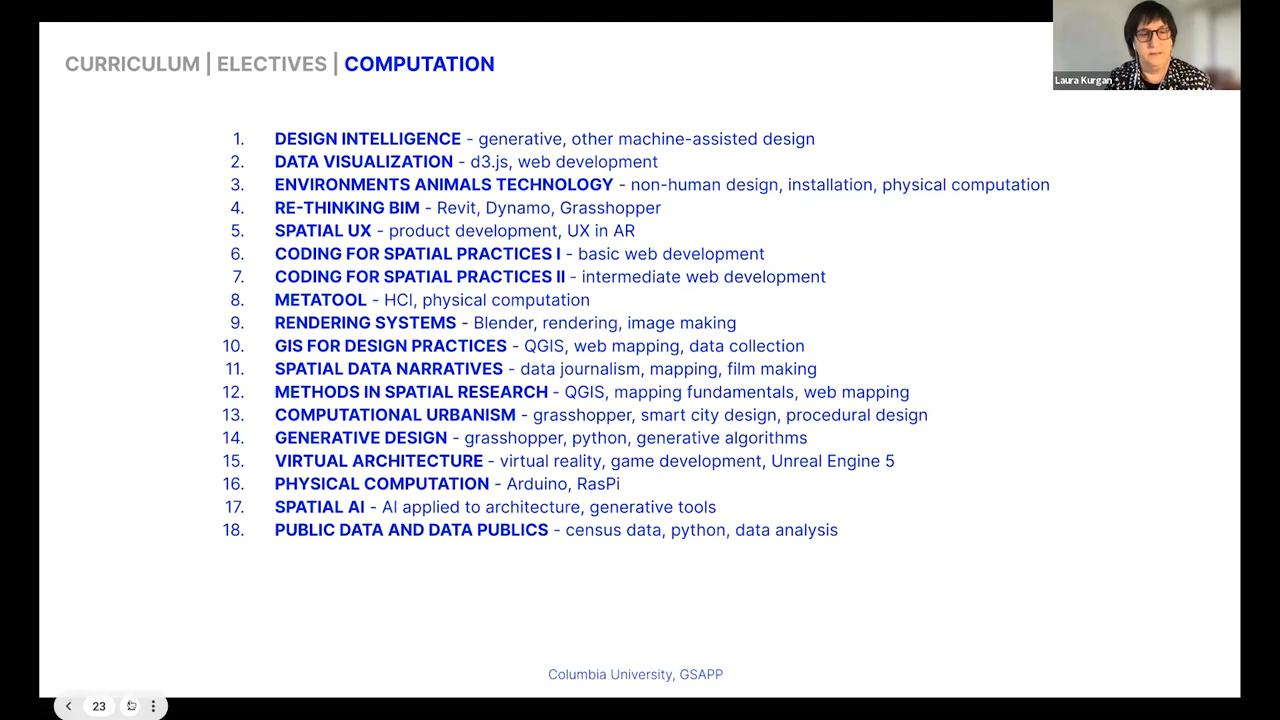 CURRICULUM | ELECTIVES | COMPUTATION
Laura Kurgan
1. DESIGN INTELLIGENCE - generative, other machine-assisted design
2. DATA VISUALIZATION - d3.js, web development
3. ENVIRONMENTS ANIMALS TECHNOLOGY - non-human design, installation, physical computation
4. RE-THINKING BIM - Revit, Dynamo, Grasshopper
5. SPATIAL UX - product development, UX in AR
6. CODING FOR SPATIAL PRACTICES I - basic web development
7. CODING FOR SPATIAL PRACTICES II - intermediate web development
8. METATOOL - HCI, physical computation
9. RENDERING SYSTEMS - Blender, rendering, image making
10. GIS FOR DESIGN PRACTICES - QGIS, web mapping, data collection
11. SPATIAL DATA NARRATIVES - data journalism, mapping, film making
12. METHODS IN SPATIAL RESEARCH - QGIS, mapping fundamentals, web mapping
13. COMPUTATIONAL URBANISM - grasshopper, smart city design, procedural design
14. GENERATIVE DESIGN - grasshopper, python, generative algorithms
15. VIRTUAL ARCHITECTURE - virtual reality, game development, Unreal Engine 5
16. PHYSICAL COMPUTATION - Arduino, RasPi
17. SPATIAL AI - AI applied to architecture, generative tools
18. PUBLIC DATA AND DATA PUBLICS - census data, python, data analysis
Columbia University, GSAPP
23